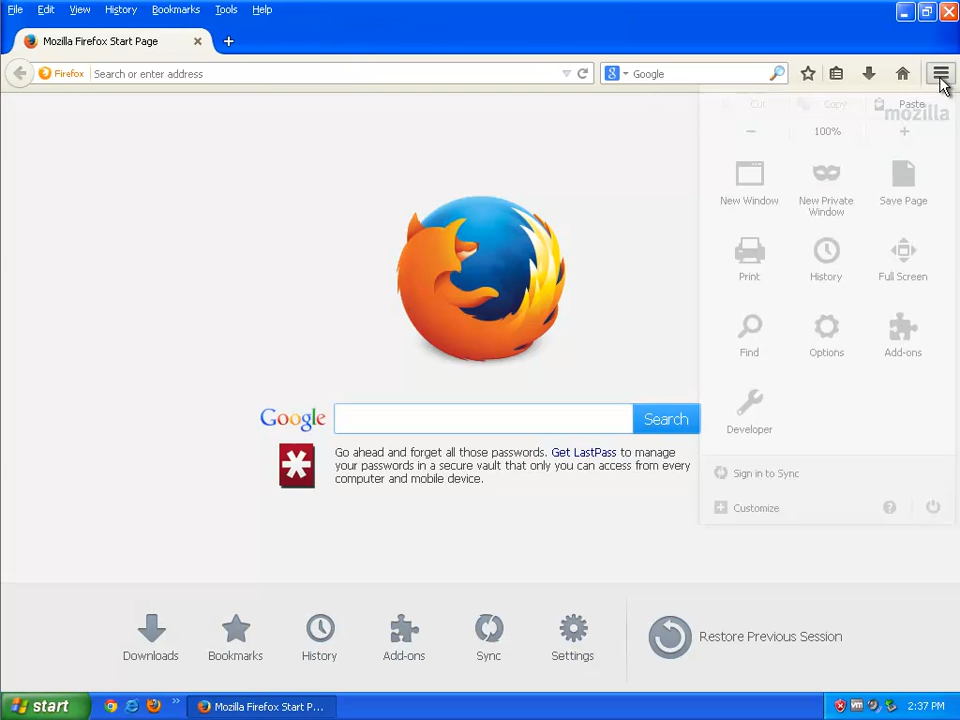 File Edit View History Bookmarks Tools Help
Mozilla Firefox Start Page
Firefox Search or enter address Google
Cut Copy Paste
mozilla
100%
New Window New Private Window Save Page
Print History Full Screen
Find Options Add-ons
Developer
Google Search
Go ahead and forget all those passwords. Get LastPass to manage
your passwords in a secure vault that only you can access from every
computer and mobile device.
Sign in to Sync
Customize
Downloads Bookmarks History Add-ons Sync Settings Restore Previous Session
start Mozilla Firefox Start P... 2:37 PM